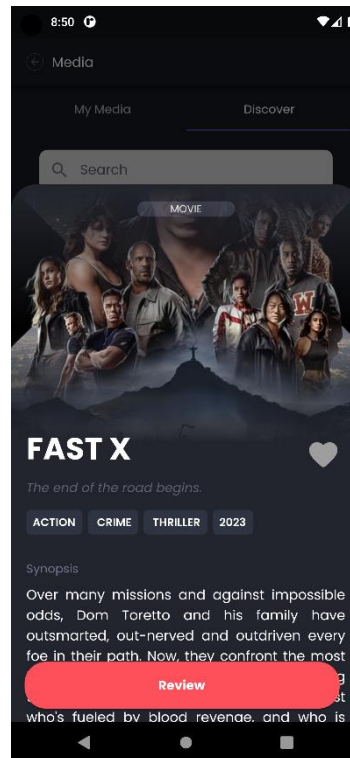 8:50
Media
My Media Discover
Search
MOVIE
W
FAST X
The end of the road begins.
ACTION CRIME THRILLER 2023
Synopsis
Over many missions and against impossible
odds, Dom Toretto and his family have
outsmarted, out-nerved and outdriven every
foe in their path. Now, they confront the most
Review
who's fueled by blood revenge, and who is